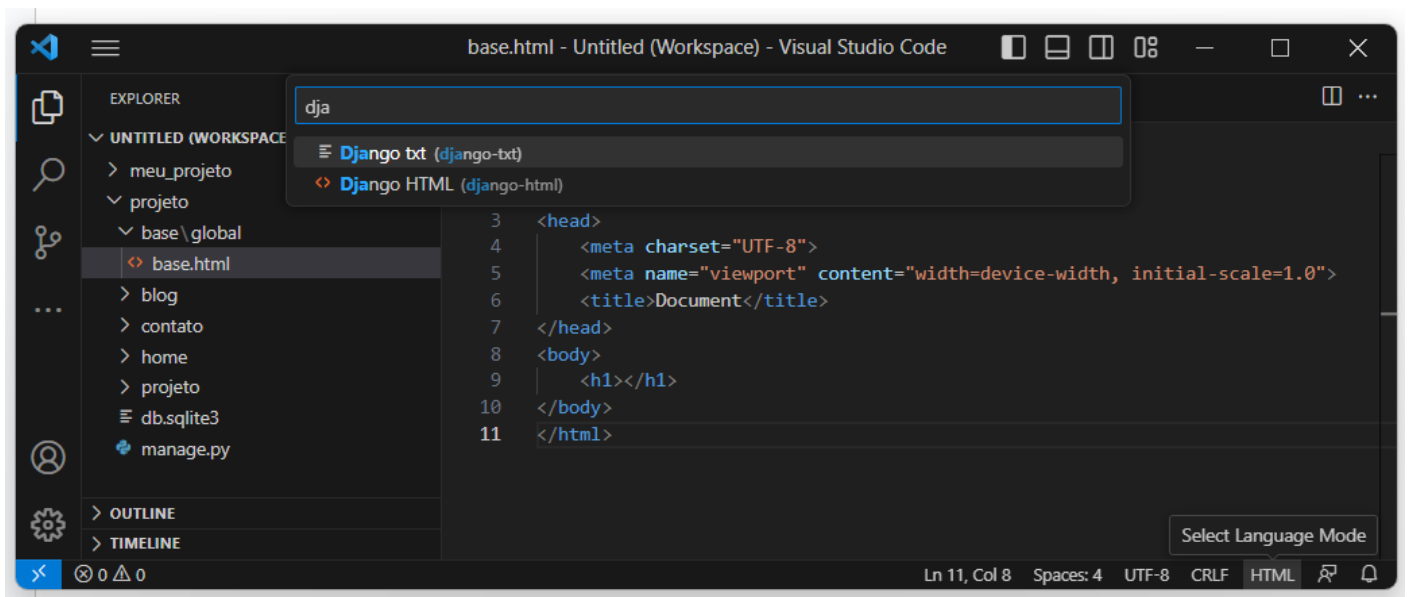 base.html - Untitled (Workspace) - Visual Studio Code
EXPLORER
UNTITLED (WORKSPACE
meu_projeto
projeto
base\global
base.html
blog
contato
home
projeto
db.sqlite3
manage.py
OUTLINE
TIMELINE
dja
Django txt (django-txt)
Django HTML (django-html)
3 <head>
4 <meta charset="UTF-8">
5 <meta name="viewport" content="width=device-width, initial-scale=1.0">
6 <title>Document</title>
7 </head>
8 <body>
9 <h1></h1>
10 </body>
11 </html>
Select Language Mode
0 0 Ln 11, Col 8 Spaces: 4 UTF-8 CRLF HTML